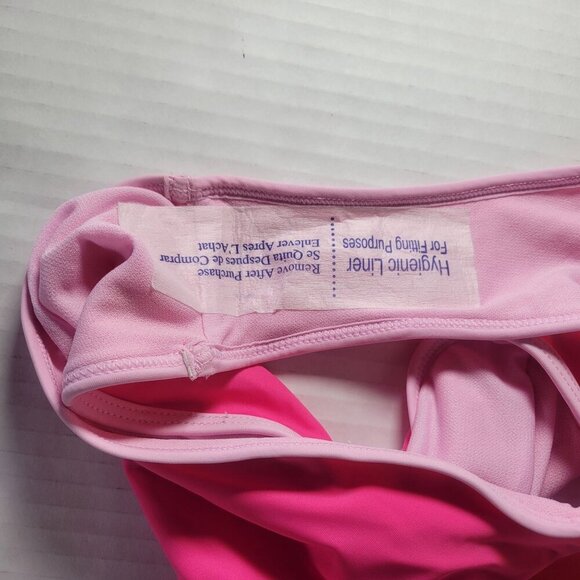 Hygienic Liner
For Fitting Purposes
Remove After Purchase
Se Quita Despues de Comprar
Enlever Apres L'Achat